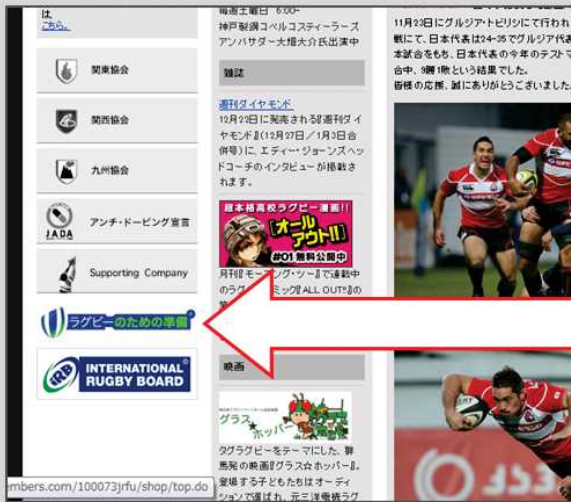 は、
こちら。
関東協会
関西協会
九州協会
JADA
アンチ・ドーピング宣言
Supporting Company
ラグビーのための準備
IRB
INTERNATIONAL
RUGBY BOARD
mbers.com/100073jrfu/shop/top.do
毎週土曜日 6:00-
神戸製鋼コベルコスティーラーズ
アンバサダー大畑大介氏出演中
雑誌
週刊ダイヤモンド
12月22日に発売される『週刊ダイ
ヤモンド』(12月27日/1月3日合
併号)に、エディー・ジョーンズヘッ
ドコーチのインタビューが掲載さ
れます。
超本格高校ラグビー漫画!!
『オール
アウト!!』
#01 無料公開中
月刊『モーニング・ツー』で連載中
のラグビーコミック『ALL OUT!!』の
映画
グラス
ホッパー
タグラグビーをテーマにした、群
馬発の映画『グラス☆ホッパー』。
登場する子どもたちはオーディ
ションで選ばれ、元三洋電機ラグ
11月23日にグルジア・トビリシにて行われ
戦にて、日本代表は24-35でグルジア代表
本試合をもち、日本代表の今年のテストマ
合中、9勝1敗という結果でした。
皆様の応援、誠にありがとうございました。